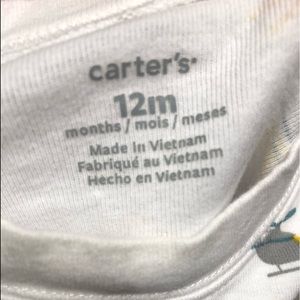 carter's
12m
months / mois / meses
Made in Vietnam
Fabriqué au Vietnam
Hecho en Vietnam